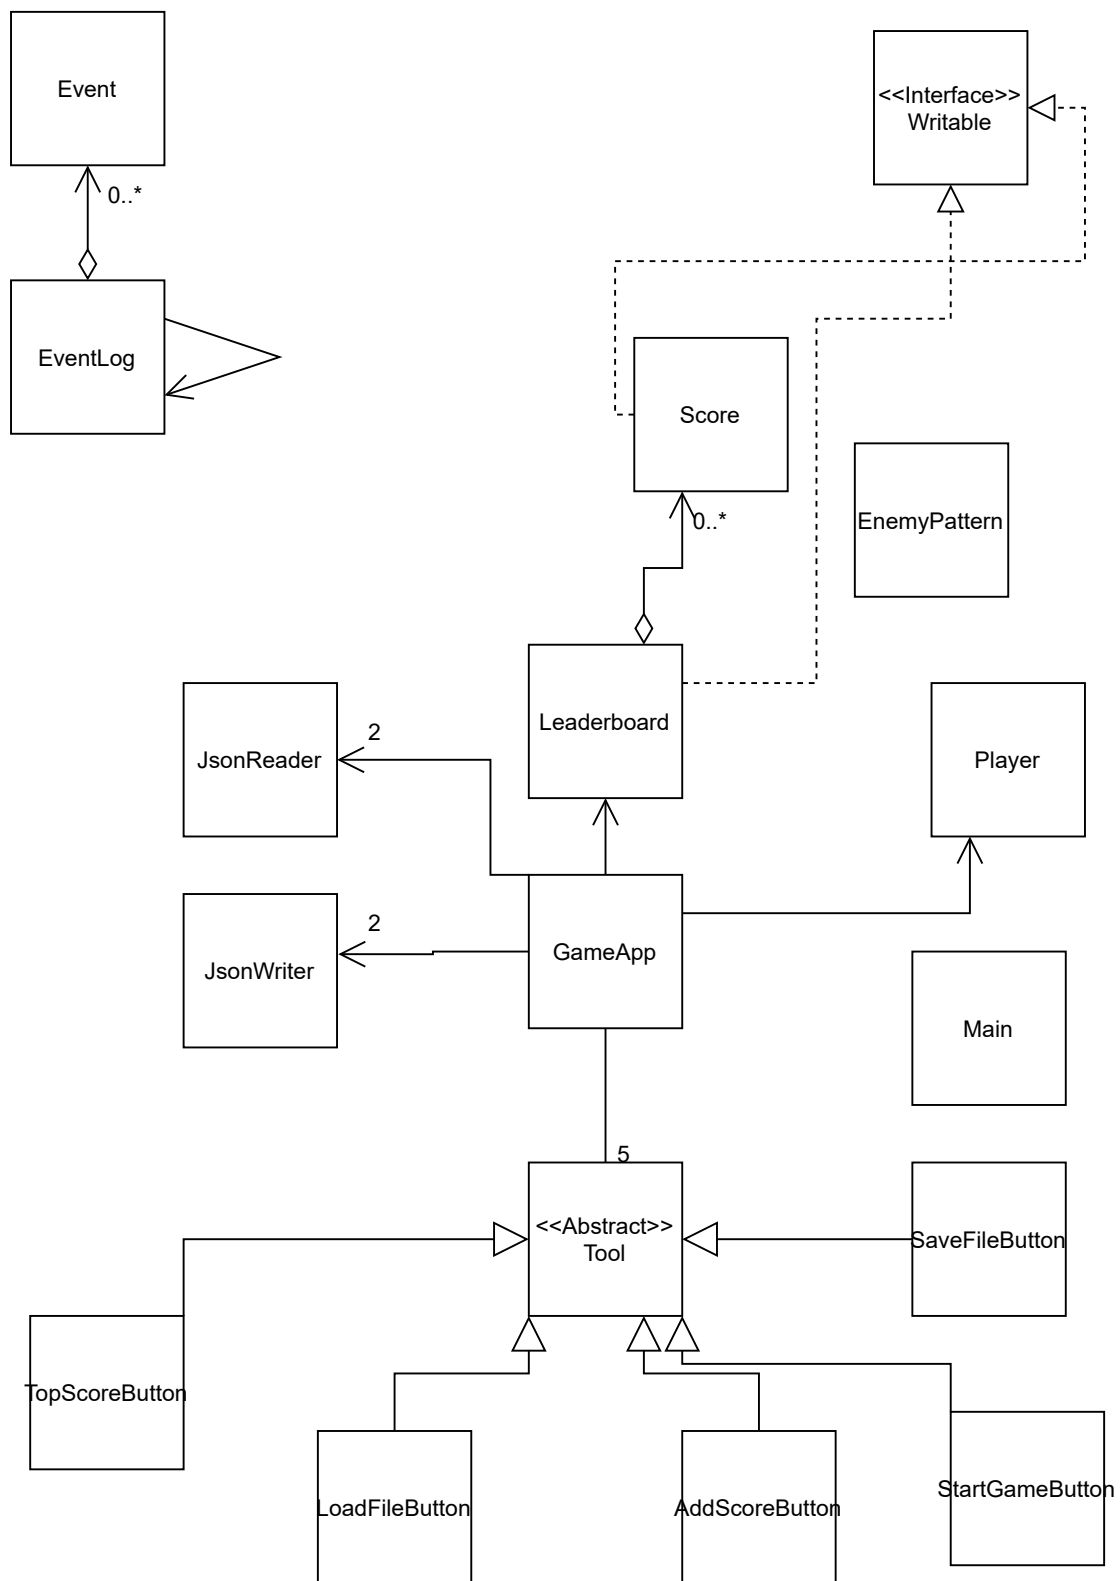 Event
<<Interface>>
Writable
0..*
EventLog
Score
EnemyPattern
0..*
Leaderboard
JsonReader
2
Player
JsonWriter
2
GameApp
Main
5
<<Abstract>>
Tool
SaveFileButton
TopScoreButton
LoadFileButton
AddScoreButton
StartGameButton